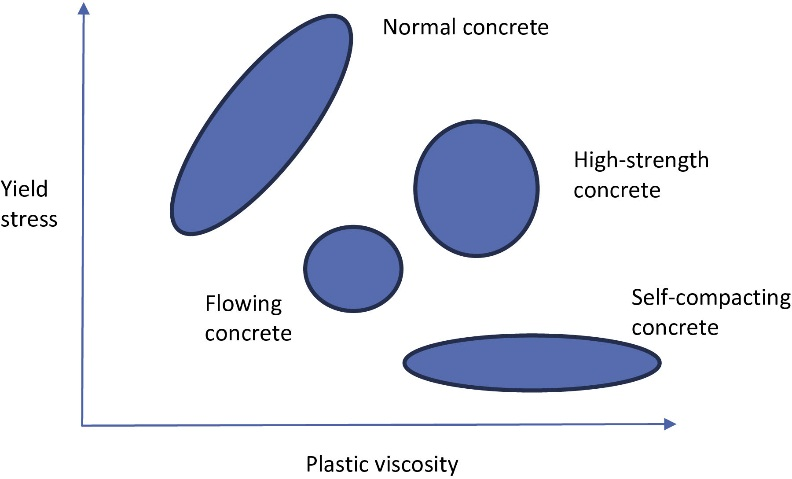 Normal concrete
High-strength
concrete
Yield
stress
Flowing
concrete
Self-compacting
concrete
Plastic viscosity